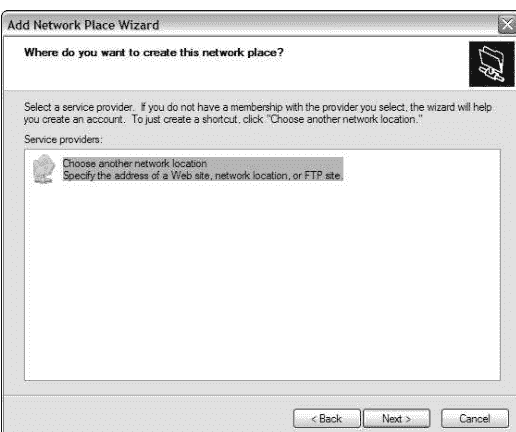 Add Network Place Wizard
Where do you want to create this network place?
Select a service provider.  If you do not have a membership with the provider you select, the wizard will help
you create an account.  To just create a shortcut, click "Choose another network location."
Service providers:
Choose another network location
Specify the address of a Web site, network location, or FTP site.
< Back
Next >
Cancel